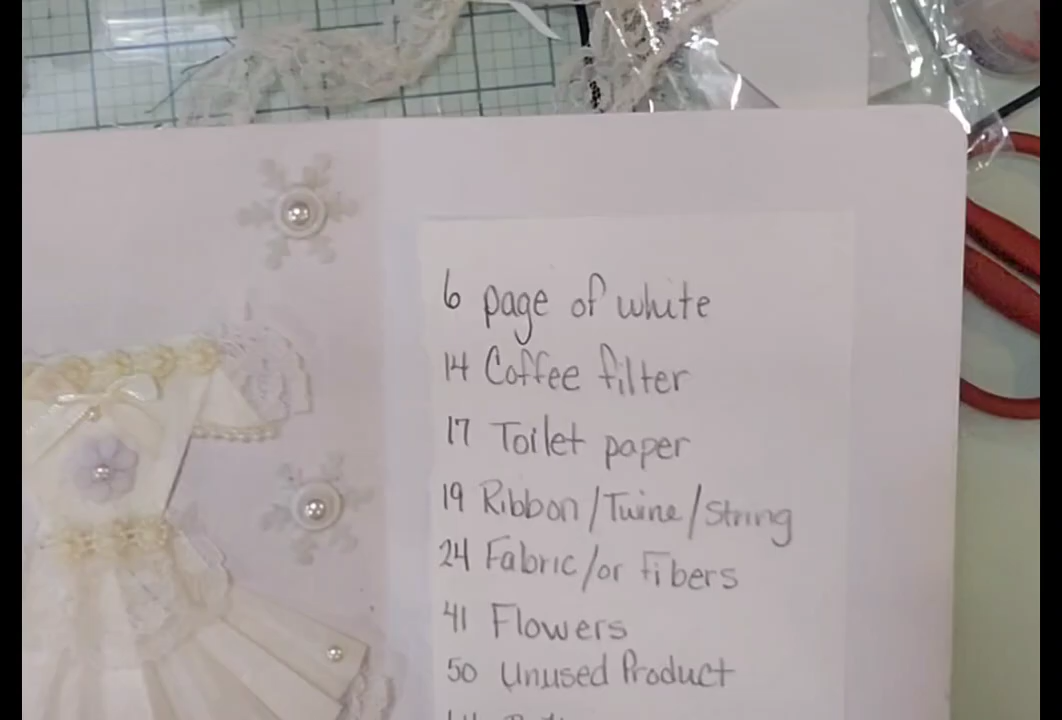 6 page of white
14 Coffee filter
17 Toilet paper
19 Ribbon/Twine/String
24 Fabric/or fibers
41 Flowers
50 Unused Product